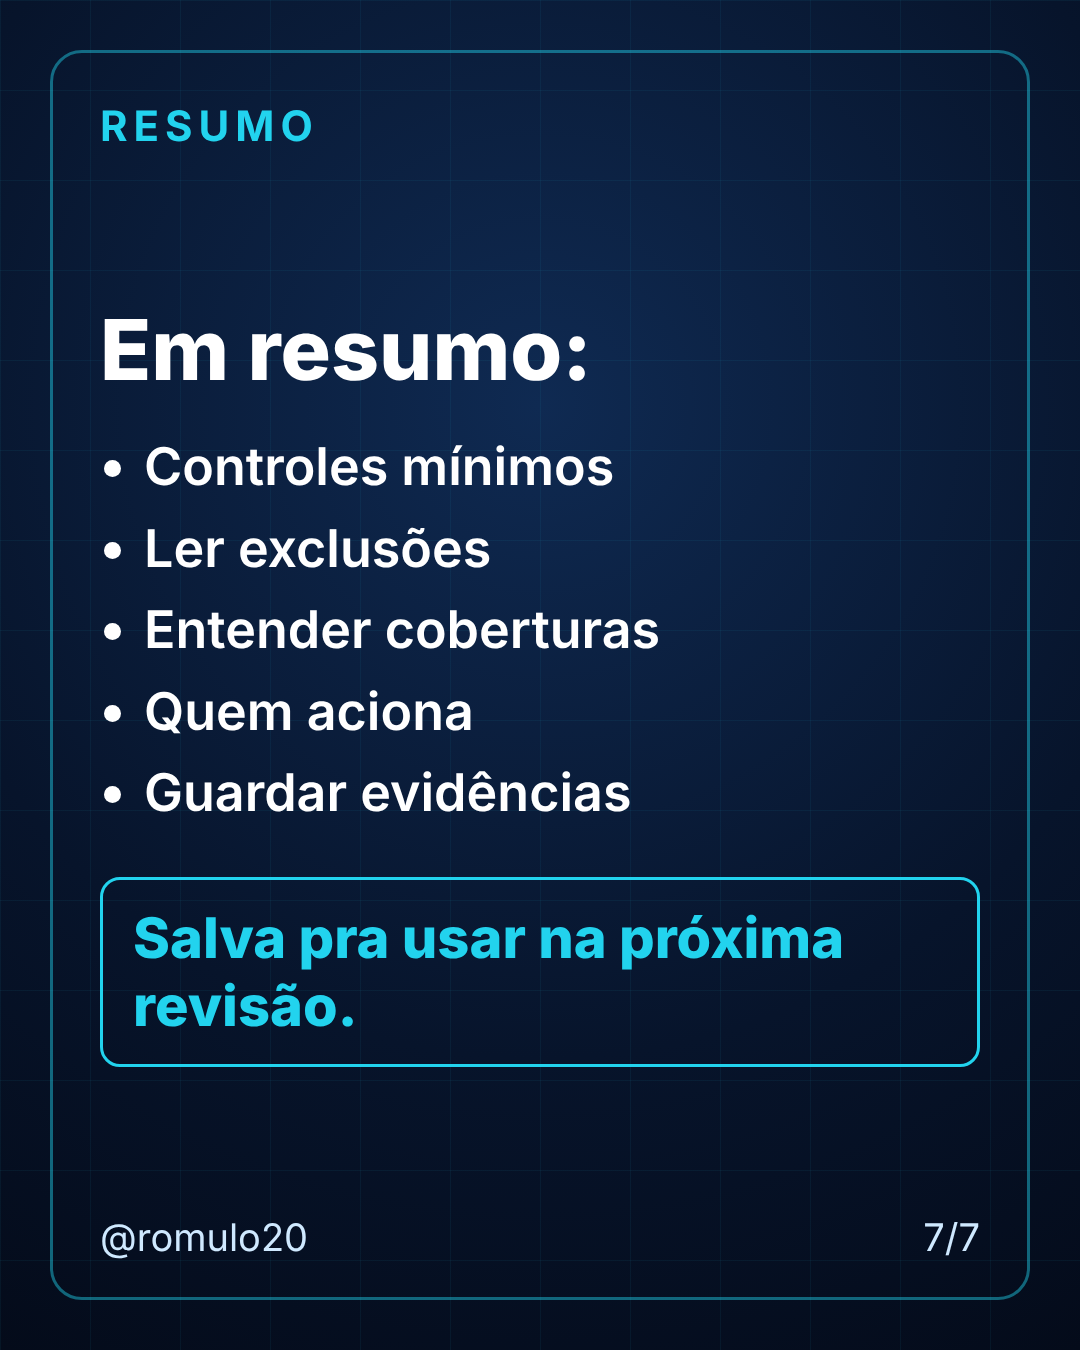 RESUMO
Em resumo:
• Controles mínimos
• Ler exclusões
• Entender coberturas
• Quem aciona
• Guardar evidências
Salva pra usar na próxima
revisão.
@romulo20
7/7